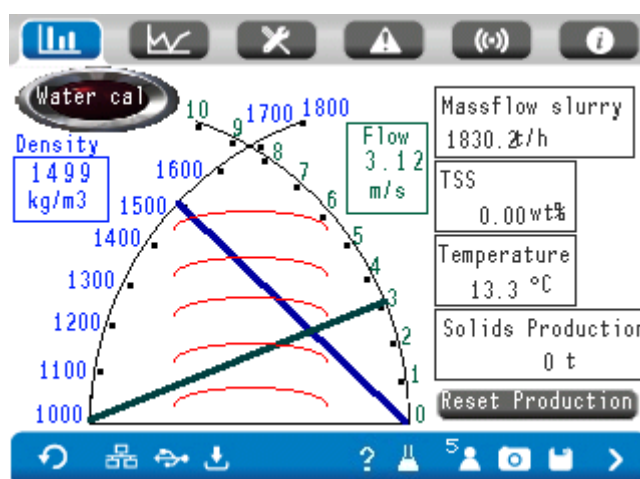 Water cal
Density
1499
kg/m3
10
9
8
7
6
5
4
3
2
1
0
1700
1800
1600
1500
1400
1300
1200
1100
1000
Flow
3.12
m/s
Massflow slurry
1830.2t/h
TSS
0.00wt%
Temperature
13.3 °C
Solids Production
0 t
Reset Production
?
5